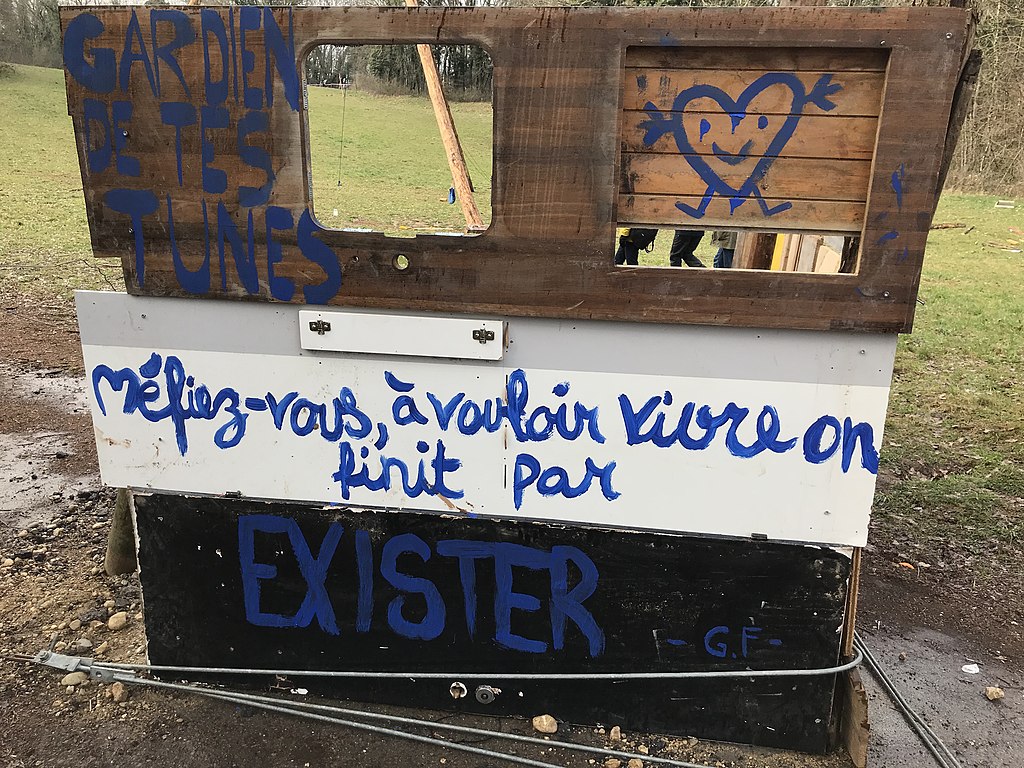 GARDIEN
DE TES
TUNES
Méfiez-vous, à vouloir vivre on
finit par
EXISTER
- G.F -